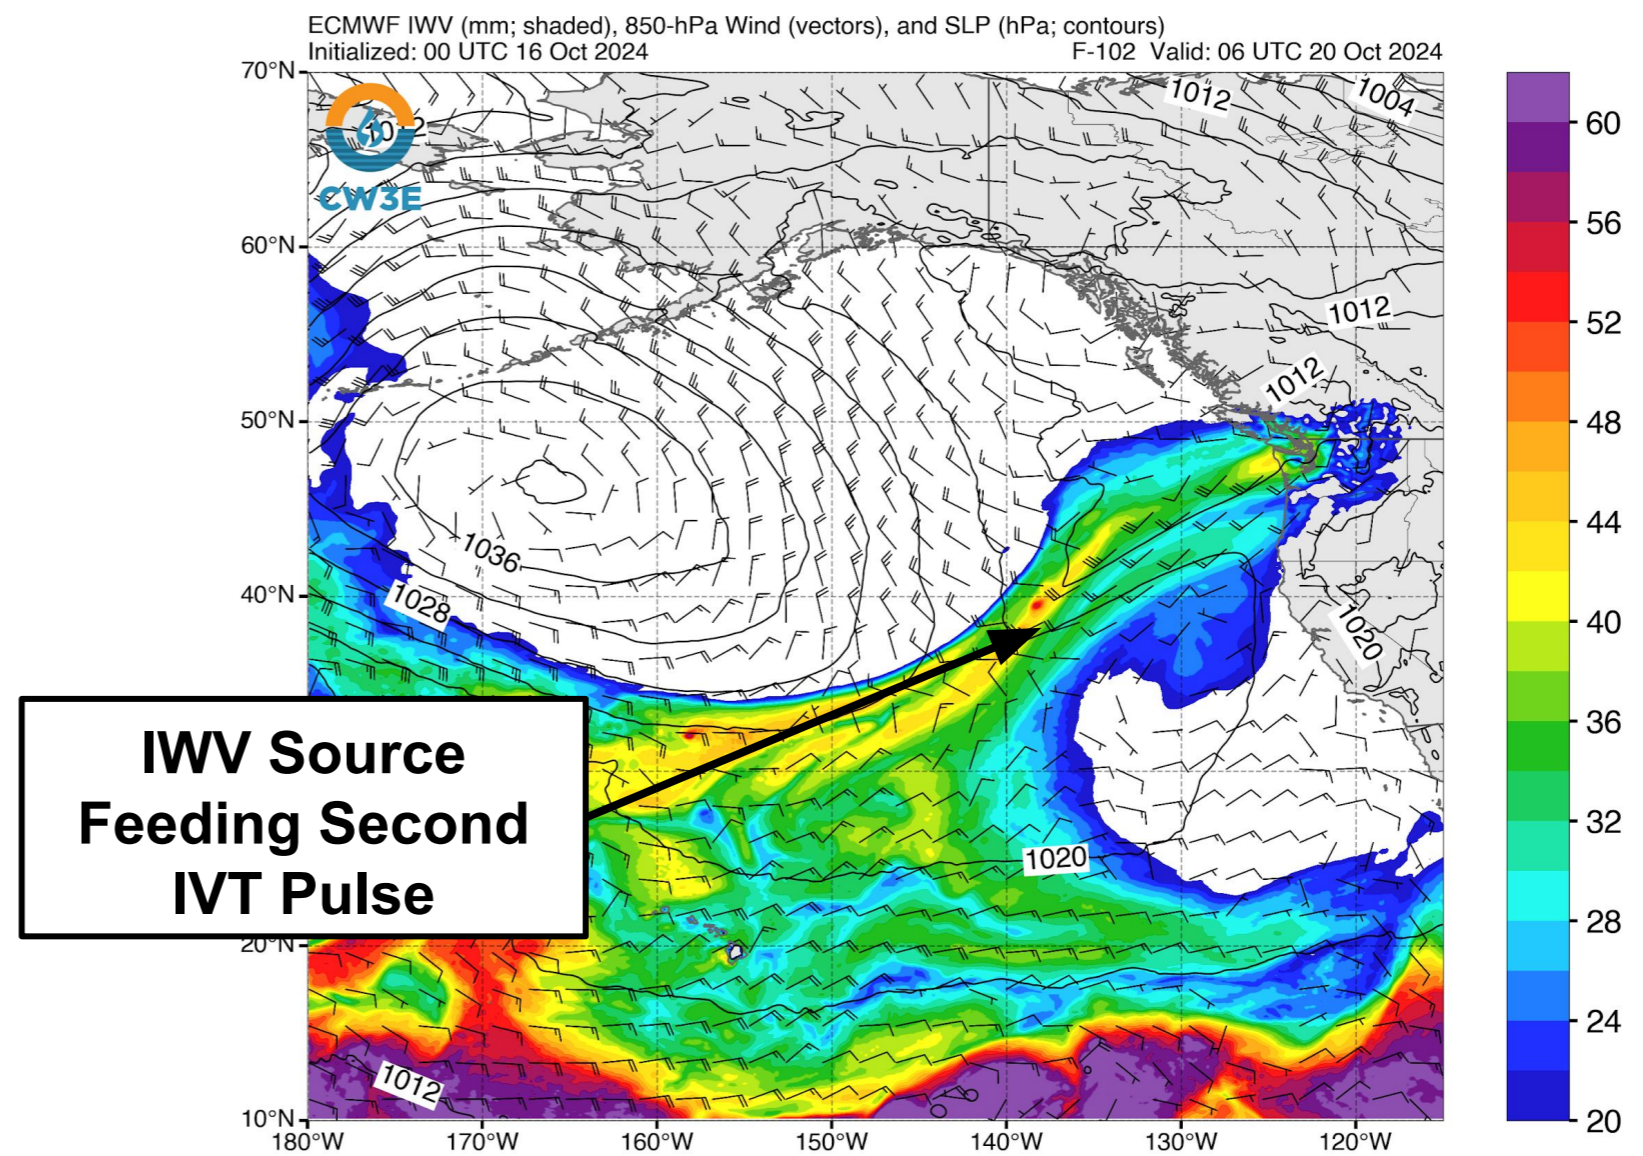 ECMWF IWV (mm; shaded), 850-hPa Wind (vectors), and SLP (hPa; contours)
Initialized: 00 UTC 16 Oct 2024 F-102 Valid: 06 UTC 20 Oct 2024
70°N
60°N
50°N
40°N
20°N
10°N
180°W 170°W 160°W 150°W 140°W 130°W 120°W
CW3E
1012
1012
1004
1012
1012
1036
1028
1020
1020
1012
IWV Source
Feeding Second
IVT Pulse
60
56
52
48
44
40
36
32
28
24
20